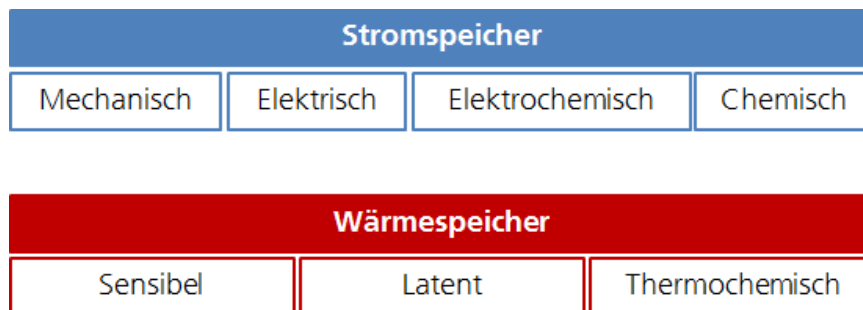 Stromspeicher
Mechanisch Elektrisch Elektrochemisch Chemisch
Wärmespeicher
Sensibel Latent Thermochemisch